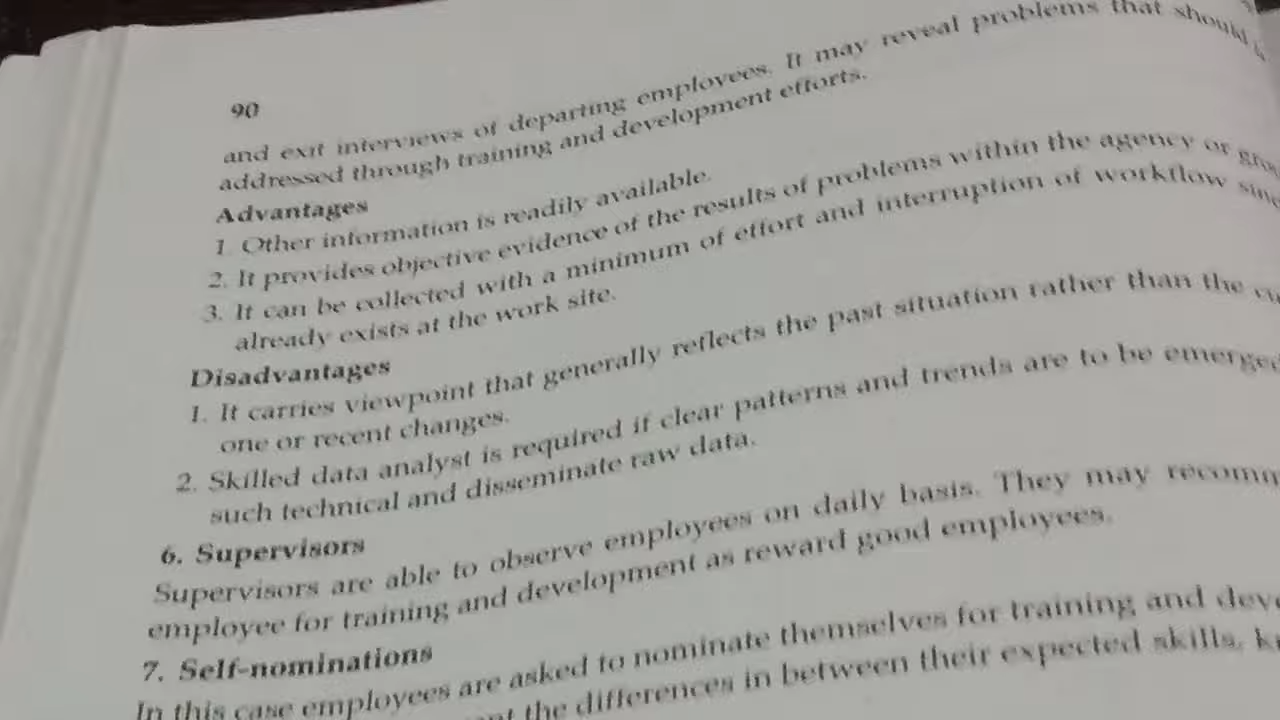 90
and exit interviews of departing employees. It may reveal problems that should
addressed through training and development efforts.
Advantages
1. Other information is readily available.
2. It provides objective evidence of the results of problems within the agency or
3. It can be collected with a minimum of effort and interruption of workflow
already exists at the work site.
Disadvantages
1. It carries viewpoint that generally reflects the past situation rather than the
one or recent changes.
2. Skilled data analyst is required if clear patterns and trends are to be emerged
such technical and disseminate raw data.
6. Supervisors
Supervisors are able to observe employees on daily basis. They may recomm
employee for training and development as reward good employees.
7. Self-nominations
In this case employees are asked to nominate themselves for training and deve
the differences in between their expected skills,